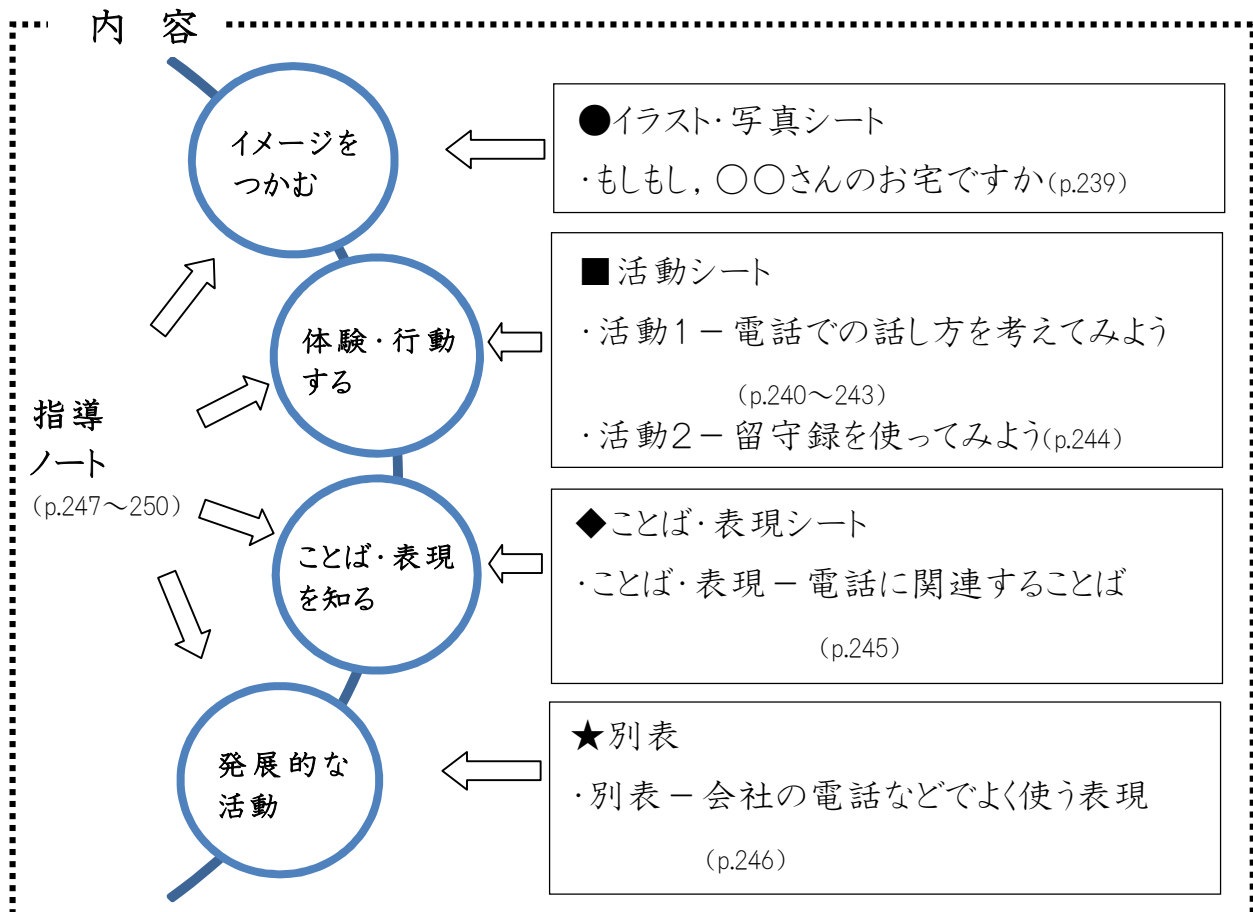 内 容
イメージを
つかむ
●イラスト・写真シート
・もしもし，○○さんのお宅ですか(p.239)
体験・行動
する
■活動シート
・活動１－電話での話し方を考えてみよう
(p.240～243)
・活動２－留守録を使ってみよう(p.244)
指導
ノート
(p.247～250)
ことば・表現
を知る
◆ことば・表現シート
・ことば・表現－電話に関連することば
(p.245)
発展的な
活動
★別表
・別表－会社の電話などでよく使う表現
(p.246)